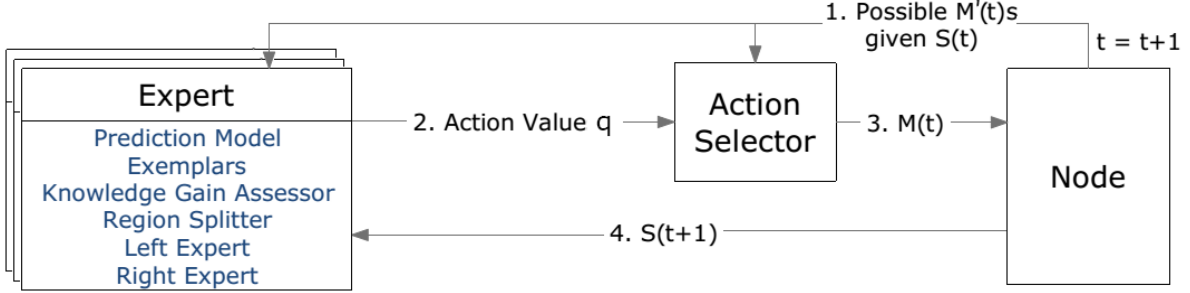 1. Possible M'(t)s
given S(t)
t = t+1
Expert
Prediction Model
Exemplars
Knowledge Gain Assessor
Region Splitter
Left Expert
Right Expert
2. Action Value q
Action
Selector
3. M(t)
Node
4. S(t+1)